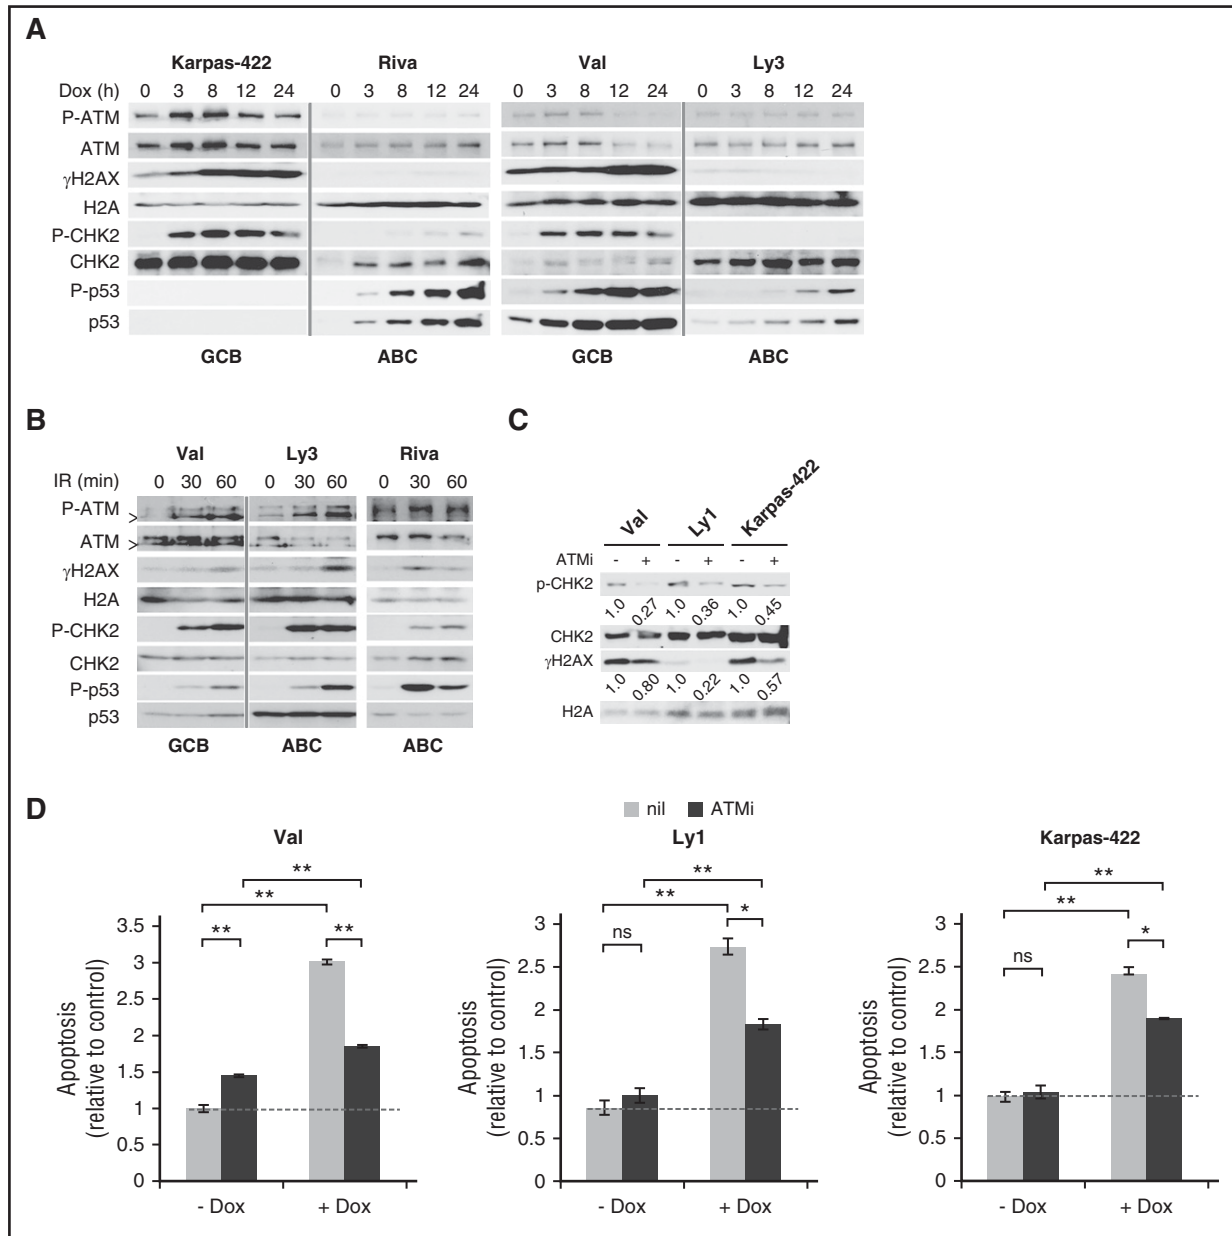 A
Karpas-422 Riva Val Ly3
Dox (h) 0 3 8 12 24 0 3 8 12 24 0 3 8 12 24 0 3 8 12 24
P-ATM
ATM
γH2AX
H2A
P-CHK2
CHK2
P-p53
p53
GCB ABC GCB ABC
B
Val Ly3 Riva
IR (min) 0 30 60 0 30 60 0 30 60
P-ATM
>
ATM
>
γH2AX
H2A
P-CHK2
CHK2
P-p53
p53
GCB ABC ABC
C
Val Ly1 Karpas-422
ATMi - + - + - +
p-CHK2
1.0 0.27 1.0 0.36 1.0 0.45
CHK2
γH2AX
1.0 0.80 1.0 0.22 1.0 0.57
H2A
D
nil ATMi
Val
**
**
** **
Apoptosis
(relative to control)
3.5
3
2.5
2
1.5
1
0.5
0
- Dox + Dox
Ly1
**
**
ns *
Apoptosis
(relative to control)
3
2.5
2
1.5
1
0.5
0
- Dox + Dox
Karpas-422
**
**
ns *
Apoptosis
(relative to control)
3
2.5
2
1.5
1
0.5
0
- Dox + Dox